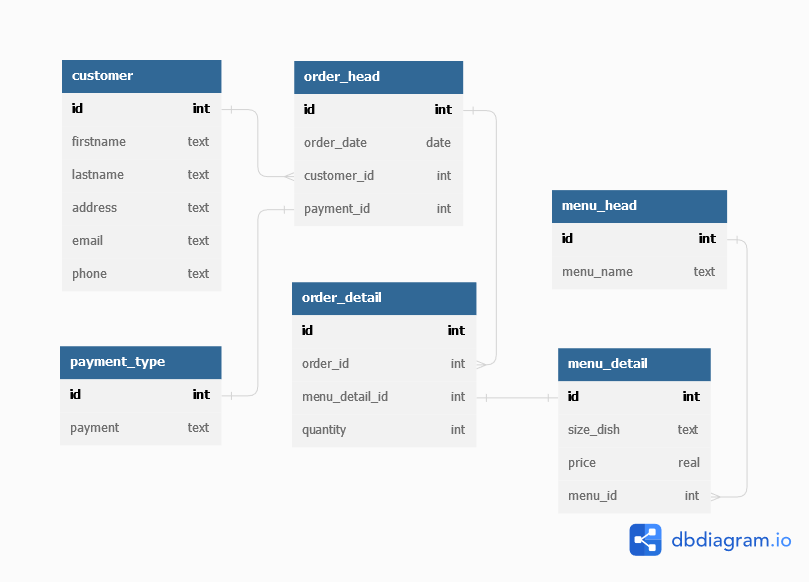 customer
id int
firstname text
lastname text
address text
email text
phone text
order_head
id int
order_date date
customer_id int
payment_id int
menu_head
id int
menu_name text
order_detail
id int
order_id int
menu_detail_id int
quantity int
payment_type
id int
payment text
menu_detail
id int
size_dish text
price real
menu_id int
dbdiagram.io